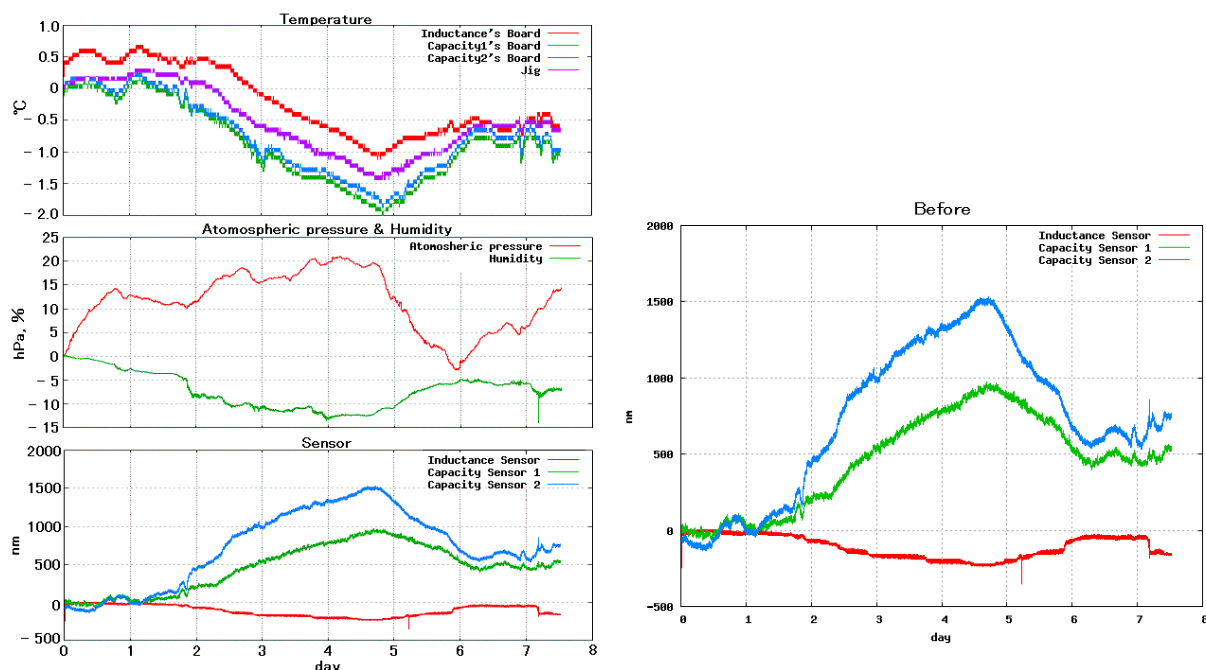 Temperature
1.0
0.5
0
-0.5
-1.0
-1.5
-2.0
℃
Inductance's Board
Capacity1's Board
Capacity2's Board
Jig
Atomospheric pressure & Humidity
25
20
15
10
5
0
-5
-10
15
hPa, %
Atomosheric pressure
Humidity
Sensor
2000
1500
1000
500
0
-500
nm
Inductance Sensor
Capacity Sensor 1
Capacity Sensor 2
0 1 2 3 4 5 6 7 8
day
Before
2000
1500
1000
500
0
-500
nm
Inductance Sensor
Capacity Sensor 1
Capacity Sensor 2
0 1 2 3 4 5 6 7 8
day